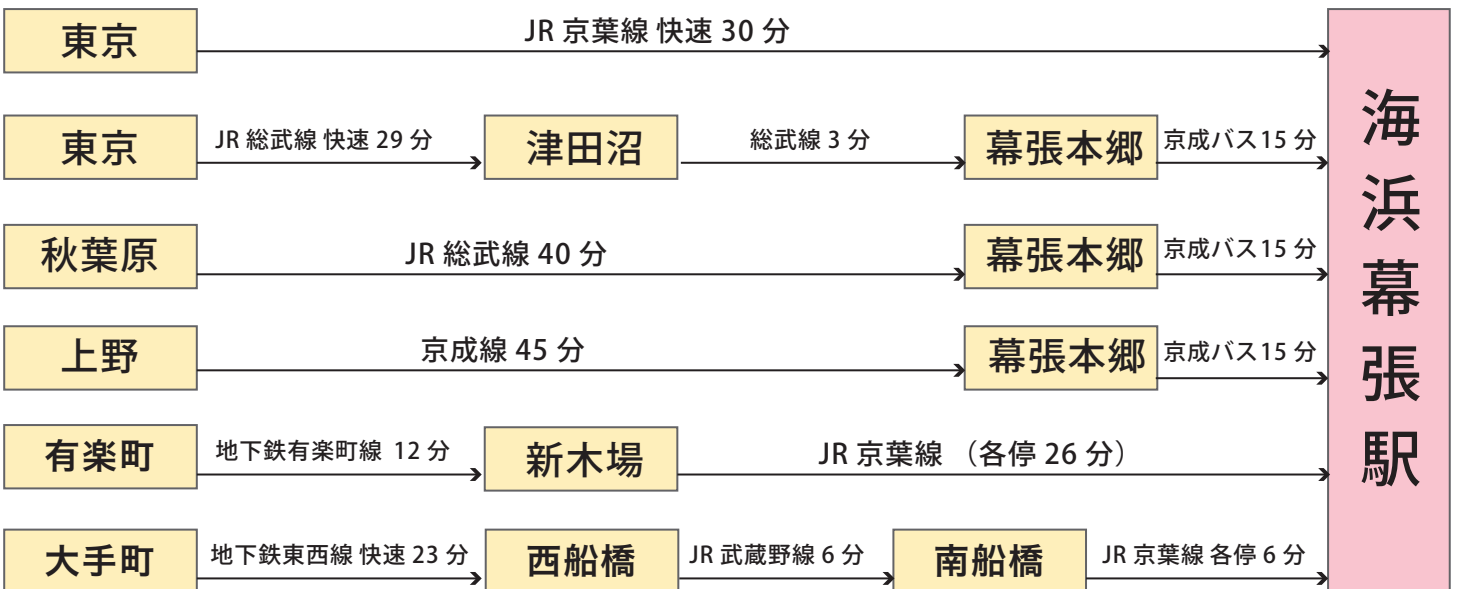 東京 JR 京葉線 快速 30 分
東京 JR 総武線 快速 29 分 津田沼 総武線 3 分 幕張本郷 京成バス15 分
秋葉原 JR 総武線 40 分 幕張本郷 京成バス15 分
上野 京成線 45 分 幕張本郷 京成バス15 分
有楽町 地下鉄有楽町線 12 分 新木場 JR 京葉線 （各停 26 分）
大手町 地下鉄東西線 快速 23 分 西船橋 JR 武蔵野線 6 分 南船橋 JR 京葉線 各停 6 分
海浜幕張駅